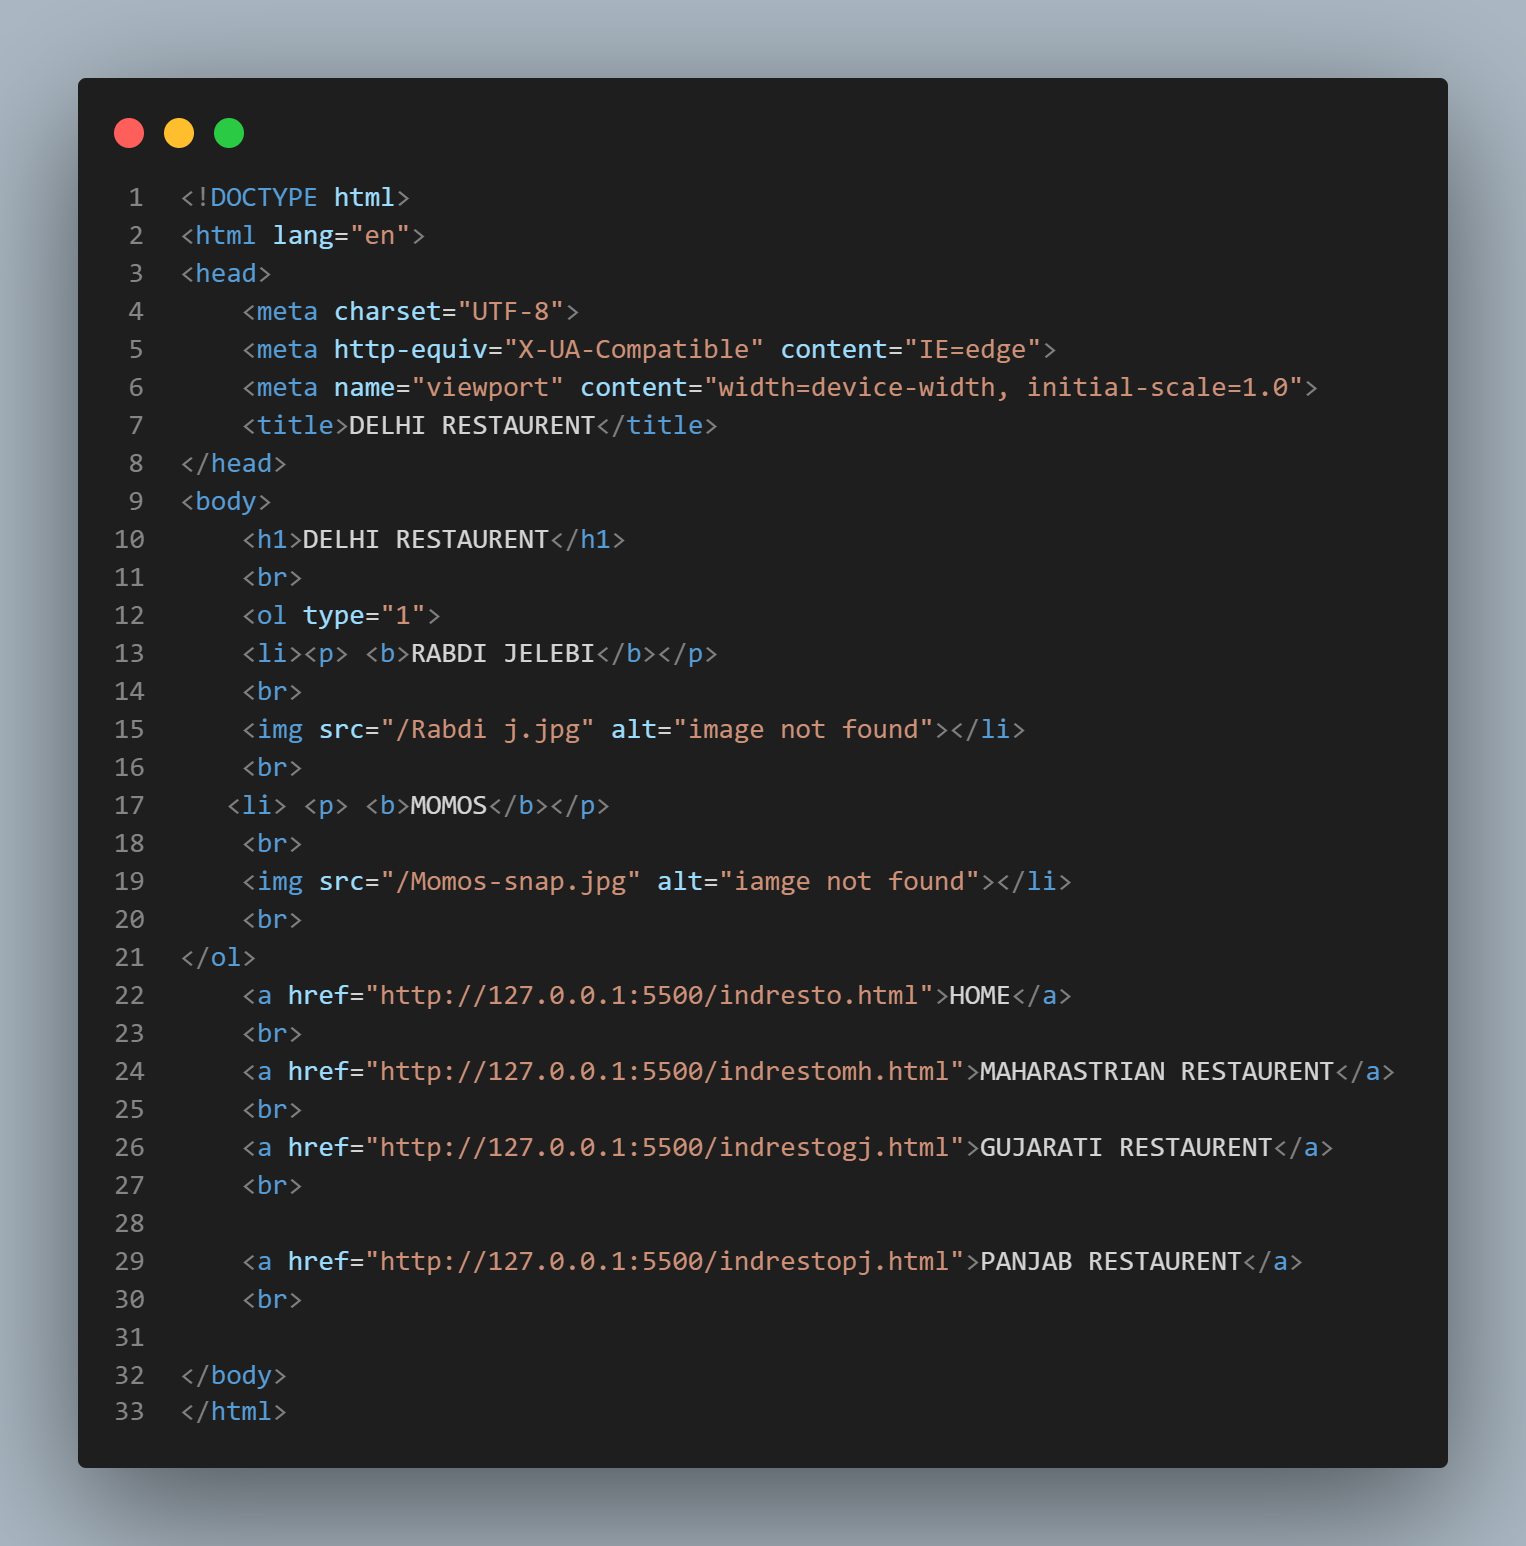 1 <!DOCTYPE html>
2 <html lang="en">
3 <head>
4     <meta charset="UTF-8">
5     <meta http-equiv="X-UA-Compatible" content="IE=edge">
6     <meta name="viewport" content="width=device-width, initial-scale=1.0">
7     <title>DELHI RESTAURENT</title>
8 </head>
9 <body>
10     <h1>DELHI RESTAURENT</h1>
11     <br>
12     <ol type="1">
13     <li><p> <b>RABDI JELEBI</b></p>
14     <br>
15     <img src="/Rabdi j.jpg" alt="image not found"></li>
16     <br>
17    <li> <p> <b>MOMOS</b></p>
18     <br>
19     <img src="/Momos-snap.jpg" alt="iamge not found"></li>
20     <br>
21 </ol>
22     <a href="http://127.0.0.1:5500/indresto.html">HOME</a>
23     <br>
24     <a href="http://127.0.0.1:5500/indrestomh.html">MAHARASTRIAN RESTAURENT</a>
25     <br>
26     <a href="http://127.0.0.1:5500/indrestogj.html">GUJARATI RESTAURENT</a>
27     <br>
28
29     <a href="http://127.0.0.1:5500/indrestopj.html">PANJAB RESTAURENT</a>
30     <br>
31
32 </body>
33 </html>